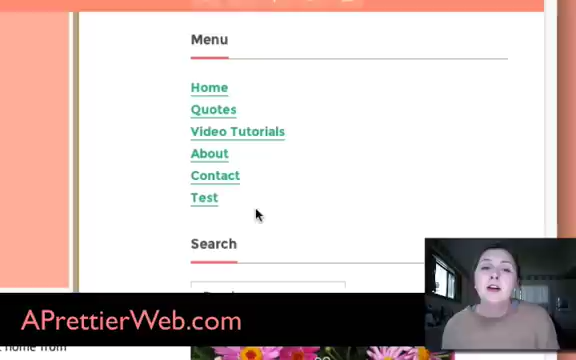 Menu
Home
Quotes
Video Tutorials
About
Contact
Test
Search
APrettierWeb.com
home from